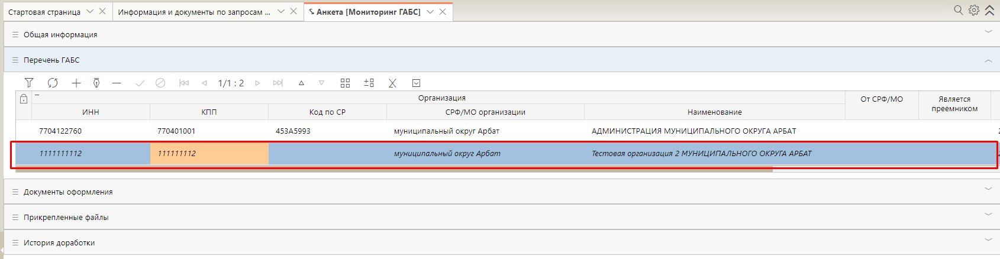 Стартовая страница Информация и документы по запросам ... Анкета [Мониторинг ГАБС]
Общая информация
Перечень ГАБС
1/1 : 2
Организация От СРФ/МО Является преемником
ИНН КПП Код по СР СРФ/МО организации Наименование
7704122760 770401001 453A5993 муниципальный округ Арбат АДМИНИСТРАЦИЯ МУНИЦИПАЛЬНОГО ОКРУГА АРБАТ
1111111112 111111112 муниципальный округ Арбат Тестовая организация 2 МУНИЦИПАЛЬНОГО ОКРУГА АРБАТ
Документы оформления
Прикрепленные файлы
История доработки